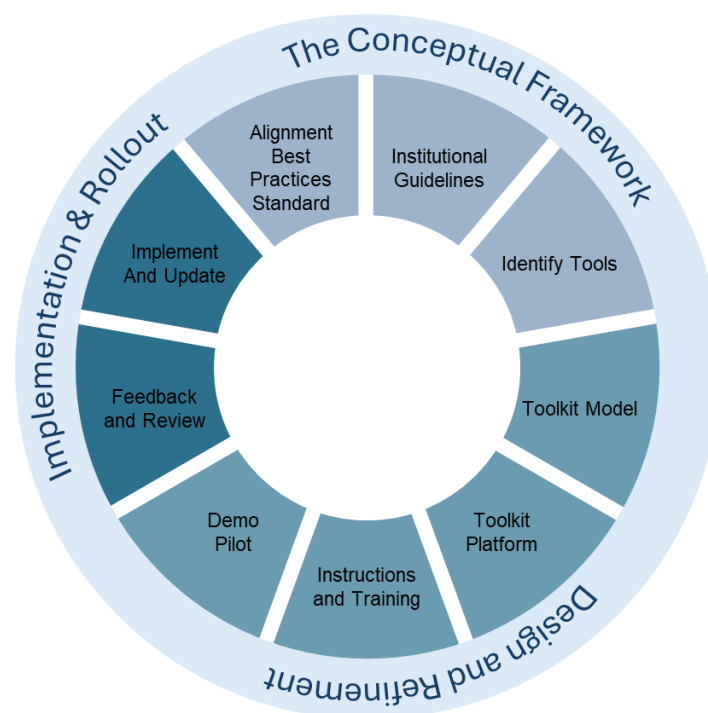 The Conceptual Framework
Alignment
Best
Practices
Standard
Institutional
Guidelines
Identify Tools
Toolkit Model
Toolkit
Platform
Design and Refinement
Instructions
and Training
Demo
Pilot
Implementation & Rollout
Feedback
and Review
Implement
And Update